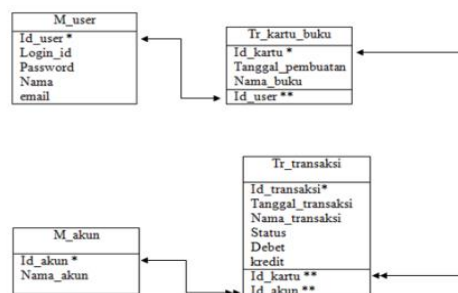 M_user
Id_user *
Login_id
Password
Nama
email
Tr_kartu_buku
Id_kartu *
Tanggal_pembuatan
Nama_buku
Id_user **
Tr_transaksi
Id_transaksi*
Tanggal_transaksi
Nama_transaksi
Status
Debet
kredit
Id_kartu **
Id_akun **
M_akun
Id_akun *
Nama_akun